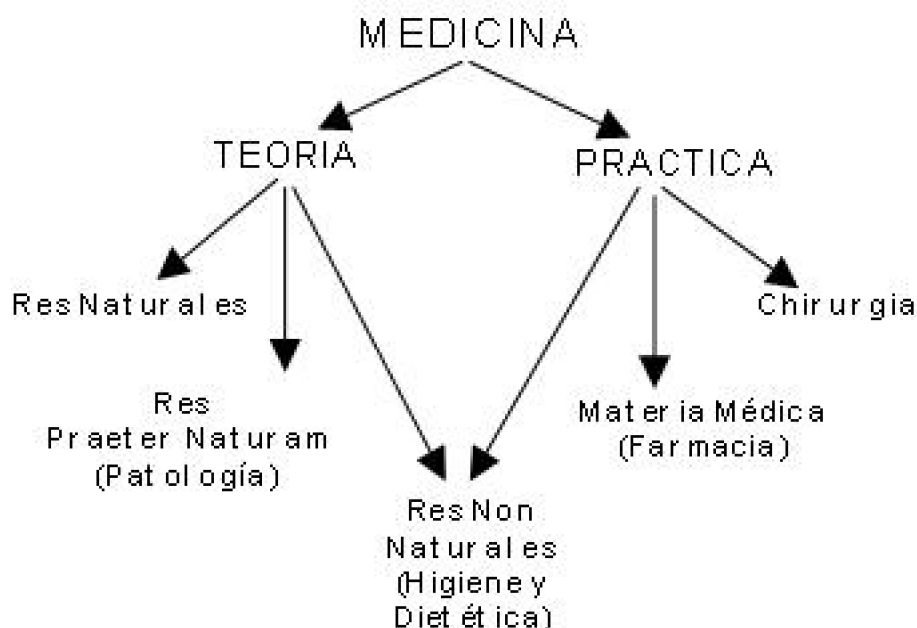 MEDICINA
TEORIA
PRACTICA
Res Naturales
Chirurgia
Res
Praeter Naturam
(Patología)
Materia Médica
(Farmacia)
Res Non
Naturales
(Higiene y
Dietética)